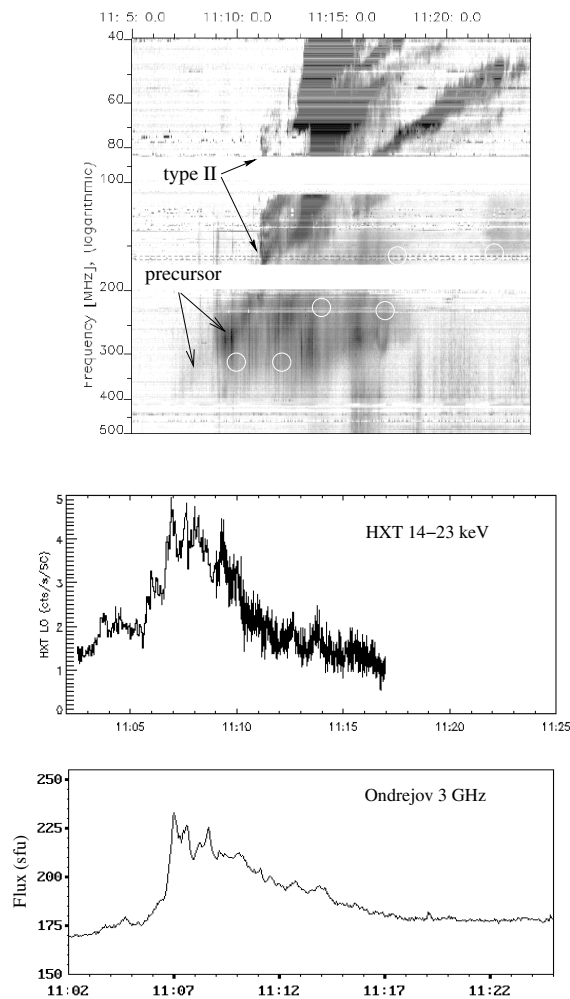 11: 5: 0.0 11:10: 0.0 11:15: 0.0 11:20: 0.0
40
60
80
100
200
300
400
500
Frequency [MHz], (logarithmic)
type II
precursor
5
4
3
2
1
0
HXT LO {cts/s/SC}
HXT 14−23 keV
11:05 11:10 11:15 11:20 11:25
250
225
200
175
150
Flux (sfu)
Ondrejov 3 GHz
11:02 11:07 11:12 11:17 11:22